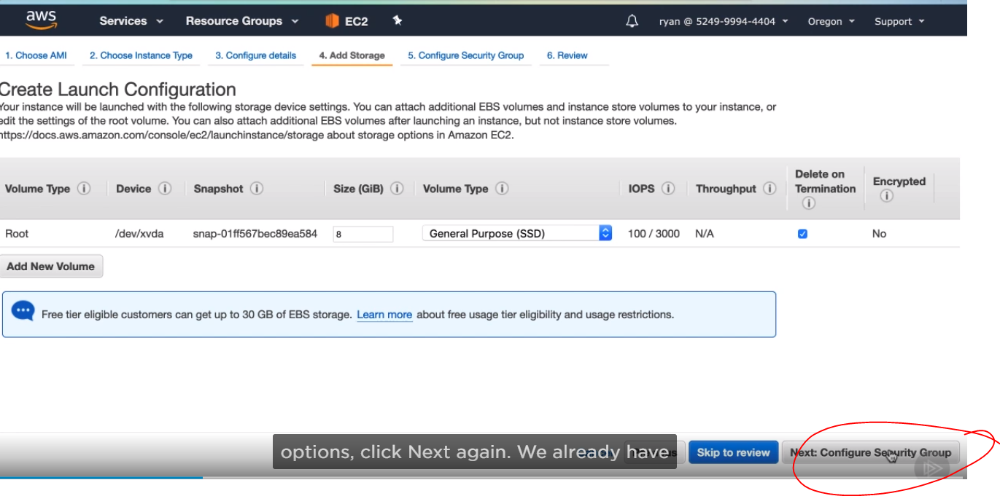 aws Services Resource Groups EC2 ryan @ 5249-9994-4404 Oregon Support
1. Choose AMI 2. Choose Instance Type 3. Configure details 4. Add Storage 5. Configure Security Group 6. Review
Create Launch Configuration
Your instance will be launched with the following storage device settings. You can attach additional EBS volumes and instance store volumes to your instance, or
edit the settings of the root volume. You can also attach additional EBS volumes after launching an instance, but not instance store volumes.
https://docs.aws.amazon.com/console/ec2/launchinstance/storage about storage options in Amazon EC2.
Volume Type i Device i Snapshot i Size (GiB) i Volume Type i IOPS i Throughput i Delete on Termination i Encrypted i
Root /dev/xvda snap-01ff567bec89ea584 8 General Purpose (SSD) 100 / 3000 N/A No
Add New Volume
Free tier eligible customers can get up to 30 GB of EBS storage. Learn more about free usage tier eligibility and usage restrictions.
options, click Next again. We already have
Skip to review Next: Configure Security Group